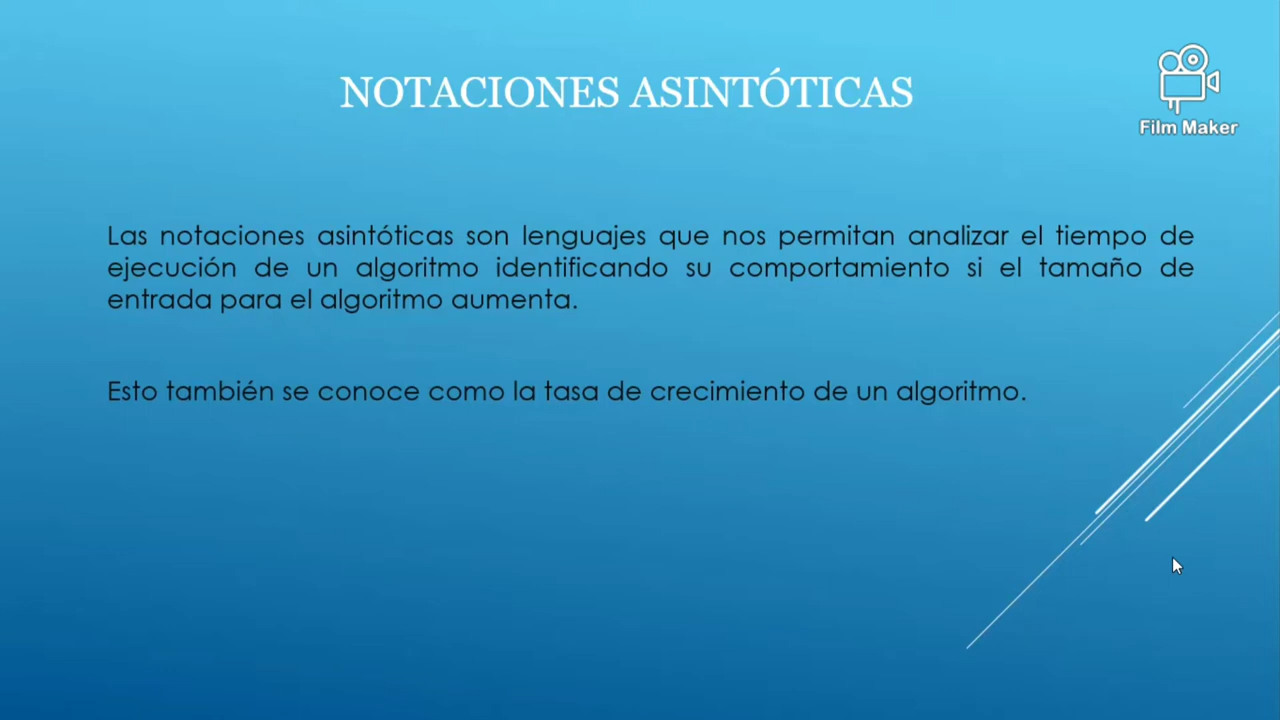 NOTACIONES ASINTÓTICAS
Film Maker
Las notaciones asintóticas son lenguajes que nos permitan analizar el tiempo de
ejecución de un algoritmo identificando su comportamiento si el tamaño de
entrada para el algoritmo aumenta.
Esto también se conoce como la tasa de crecimiento de un algoritmo.